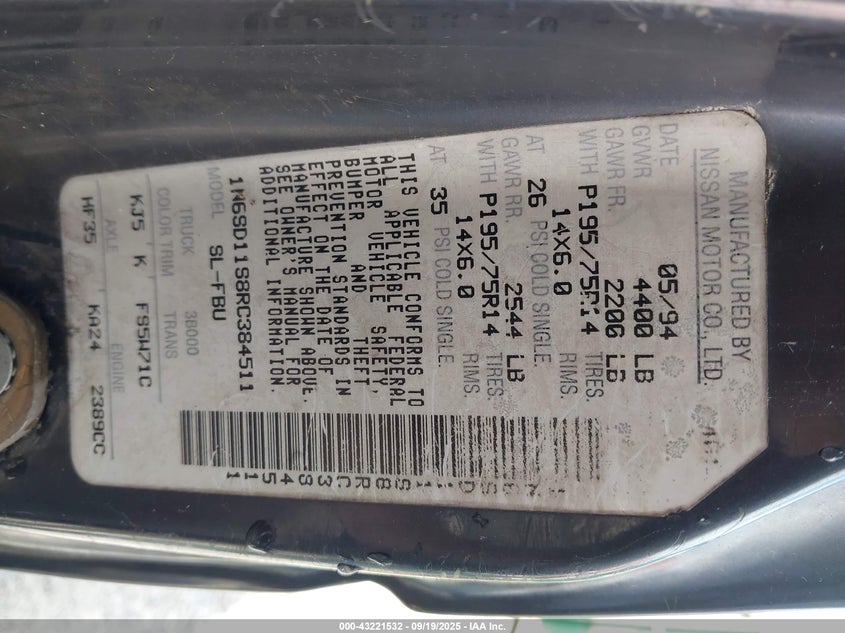 MANUFACTURED BY
NISSAN MOTOR CO., LTD.
DATE 05/94
GVWR 4400 LB
GAWR FR. 2206 LB
WITH P195/75R14 TIRES.
14X6.0 RIMS.
AT 26 PSI COLD SINGLE.
GAWR RR. 2544 LB
WITH P195/75R14 TIRES.
14X6.0 RIMS.
AT 35 PSI COLD SINGLE.
THIS VEHICLE CONFORMS TO
ALL APPLICABLE FEDERAL
MOTOR VEHICLE SAFETY,
BUMPER AND THEFT
PREVENTION STANDARDS IN
EFFECT ON THE DATE OF
MANUFACTURE SHOWN ABOVE.
SEE OWNER'S MANUAL FOR
ADDITIONAL INFORMATION.
1N6SD11S8RC384511
MODEL SL-FBU
TRUCK 38000
COLOR TRIM TRANS
KJ5 K FS5W71C
AXLE ENGINE
HF35 KA24 2389CC
1N6SD11S8RC384511
000-43221532 - 09/19/2025 - IAA Inc.